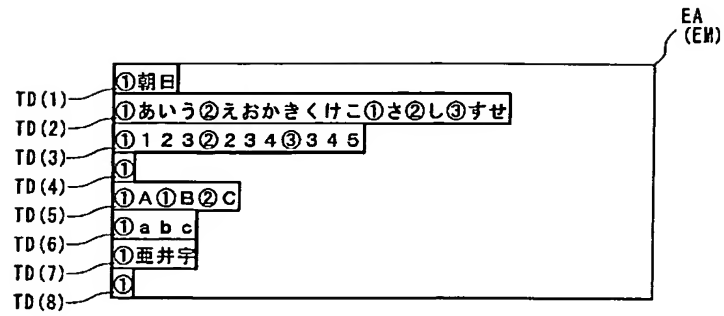 EA
(EM)
TD(1) ①朝日
TD(2) ①あいう②えおかきくけこ①さ②し③すせ
TD(3) ①123②234③345
TD(4) ①
TD(5) ①A①B②C
TD(6) ①abc
TD(7) ①亜井宇
TD(8) ①